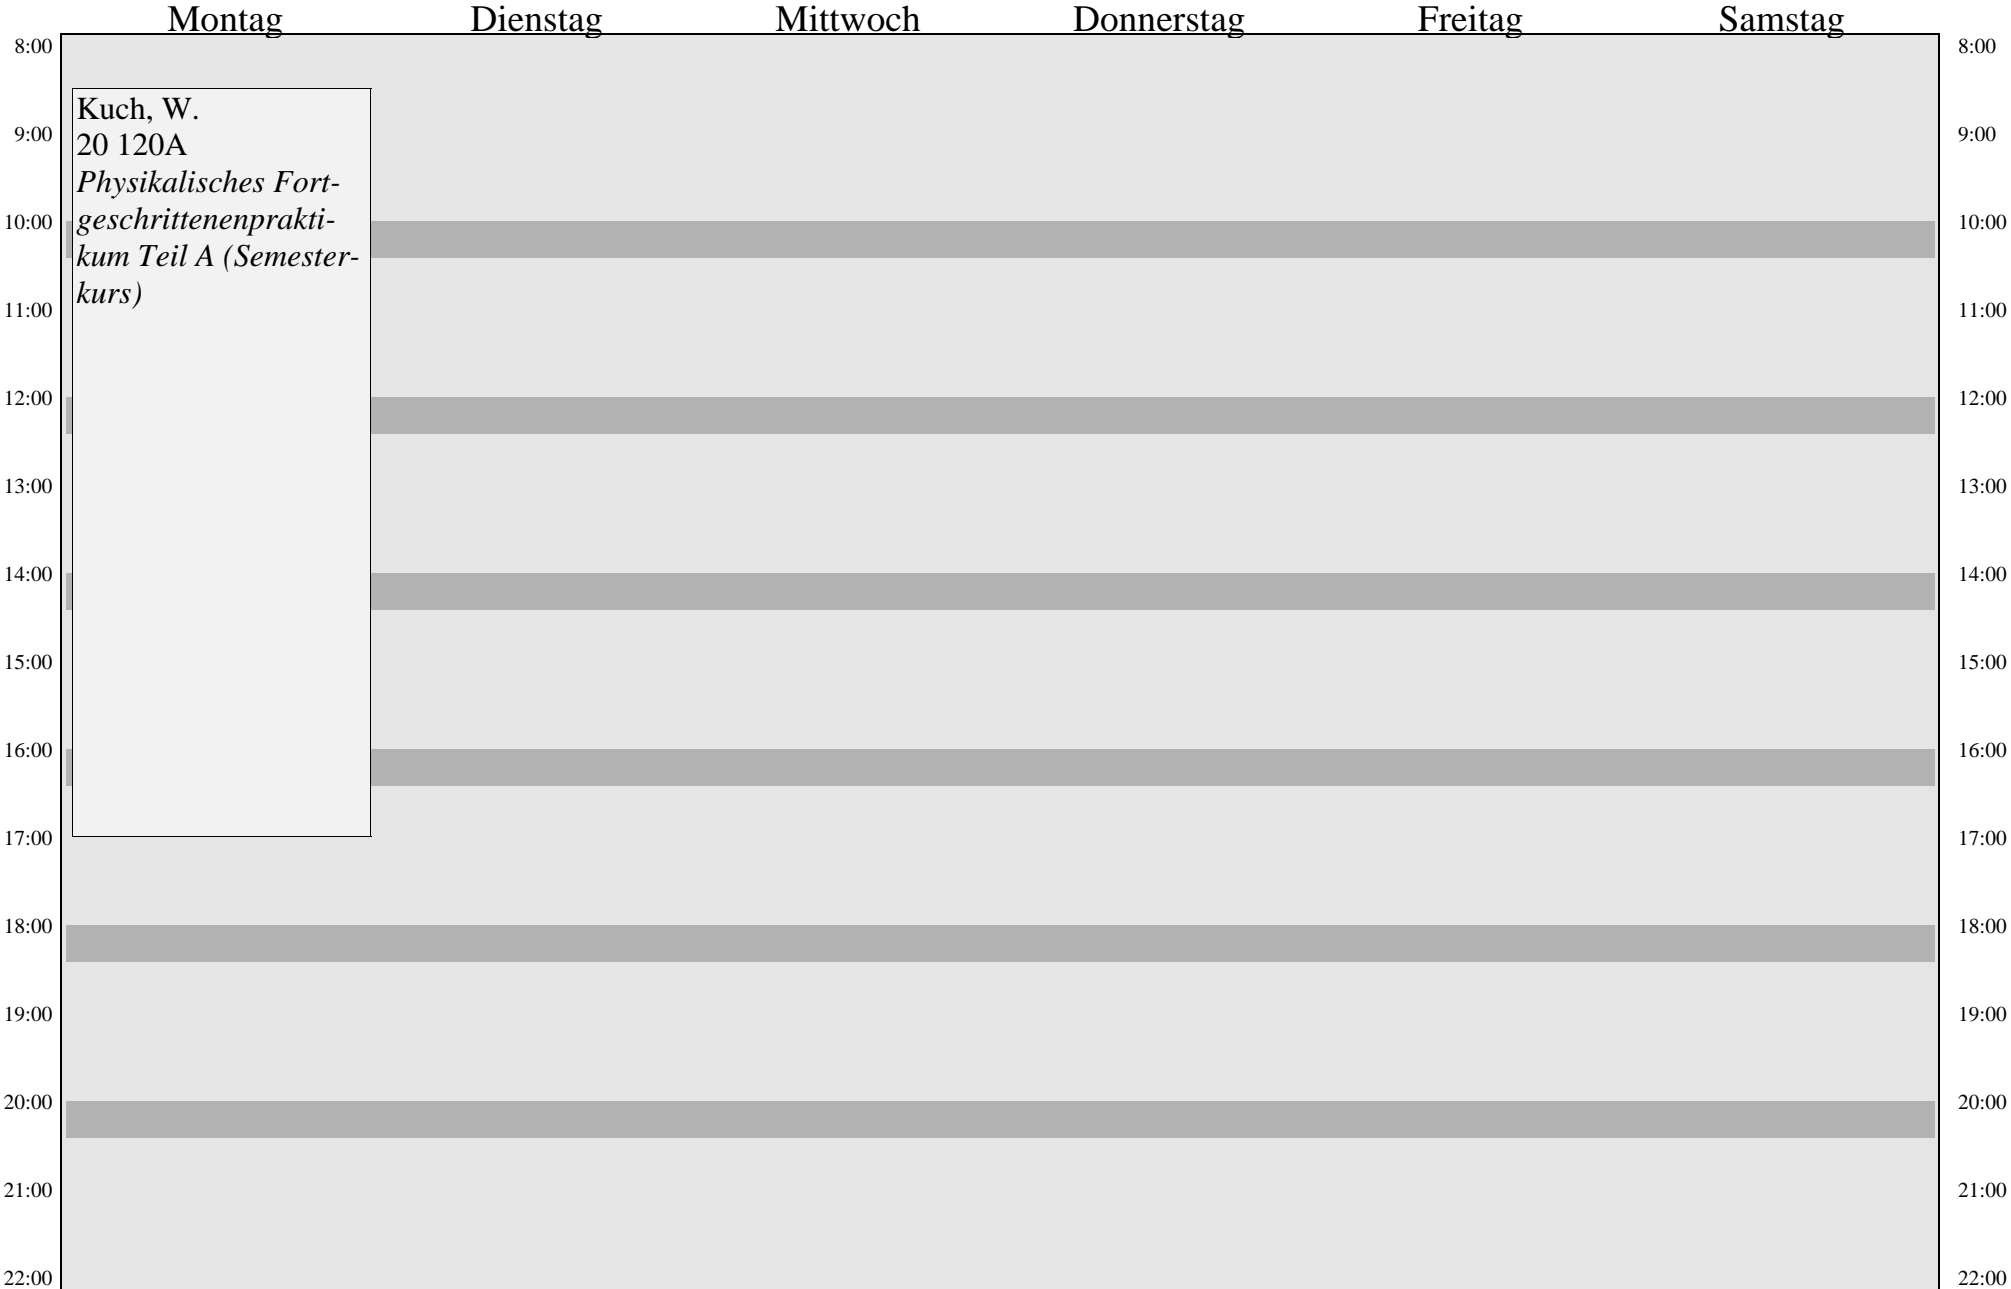 Montag Dienstag Mittwoch Donnerstag Freitag Samstag
8:00 8:00
Kuch, W.
9:00 9:00
20 120A
Physikalisches Fort-
geschrittenenprakti-
10:00 10:00
kum Teil A (Semester-
kurs)
11:00 11:00
12:00 12:00
13:00 13:00
14:00 14:00
15:00 15:00
16:00 16:00
17:00 17:00
18:00 18:00
19:00 19:00
20:00 20:00
21:00 21:00
22:00 22:00